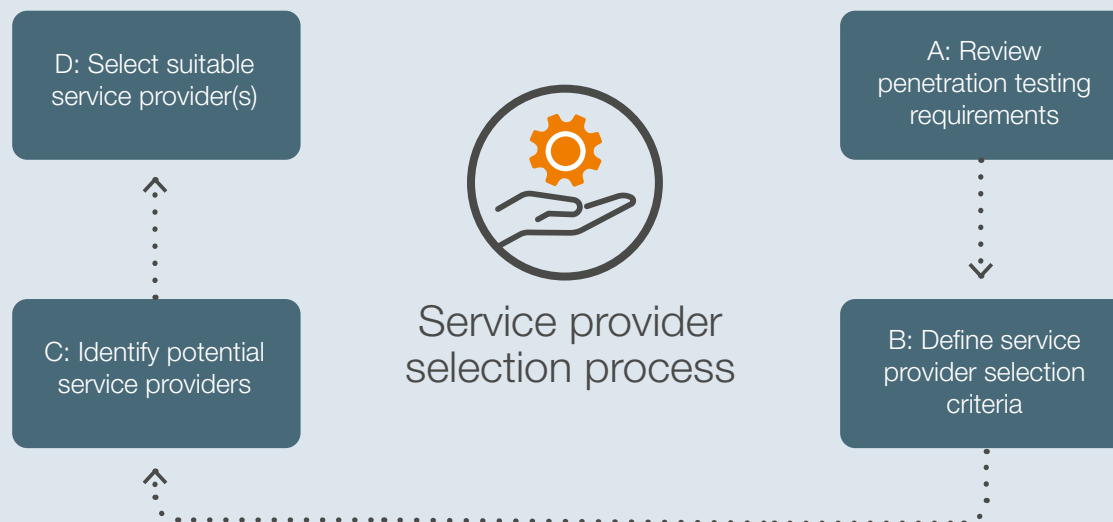 D: Select suitable
service provider(s)
A: Review
penetration testing
requirements
Service provider
selection process
C: Identify potential
service providers
B: Define service
provider selection
criteria